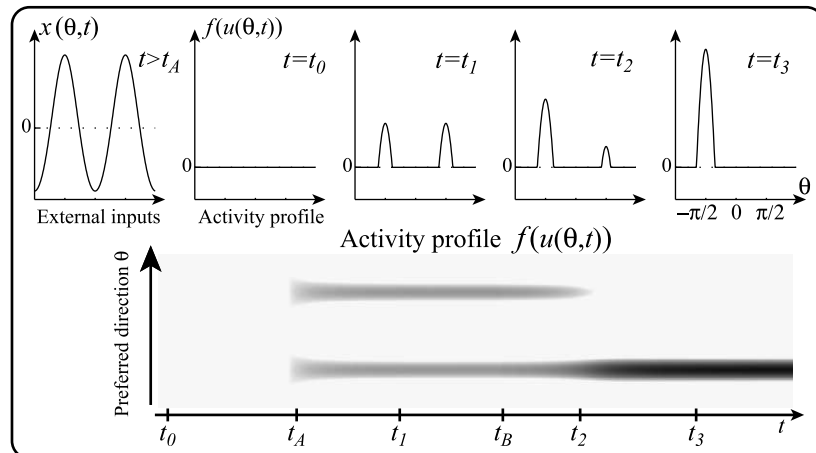 x(θ,t)
f(u(θ,t))
t>t_A
t=t_0
t=t_1
t=t_2
t=t_3
0
0
0
0
0
θ
−π/2 0 π/2
External inputs
Activity profile
Activity profile f(u(θ,t))
Preferred direction θ
t_0 t_A t_1 t_B t_2 t_3 t